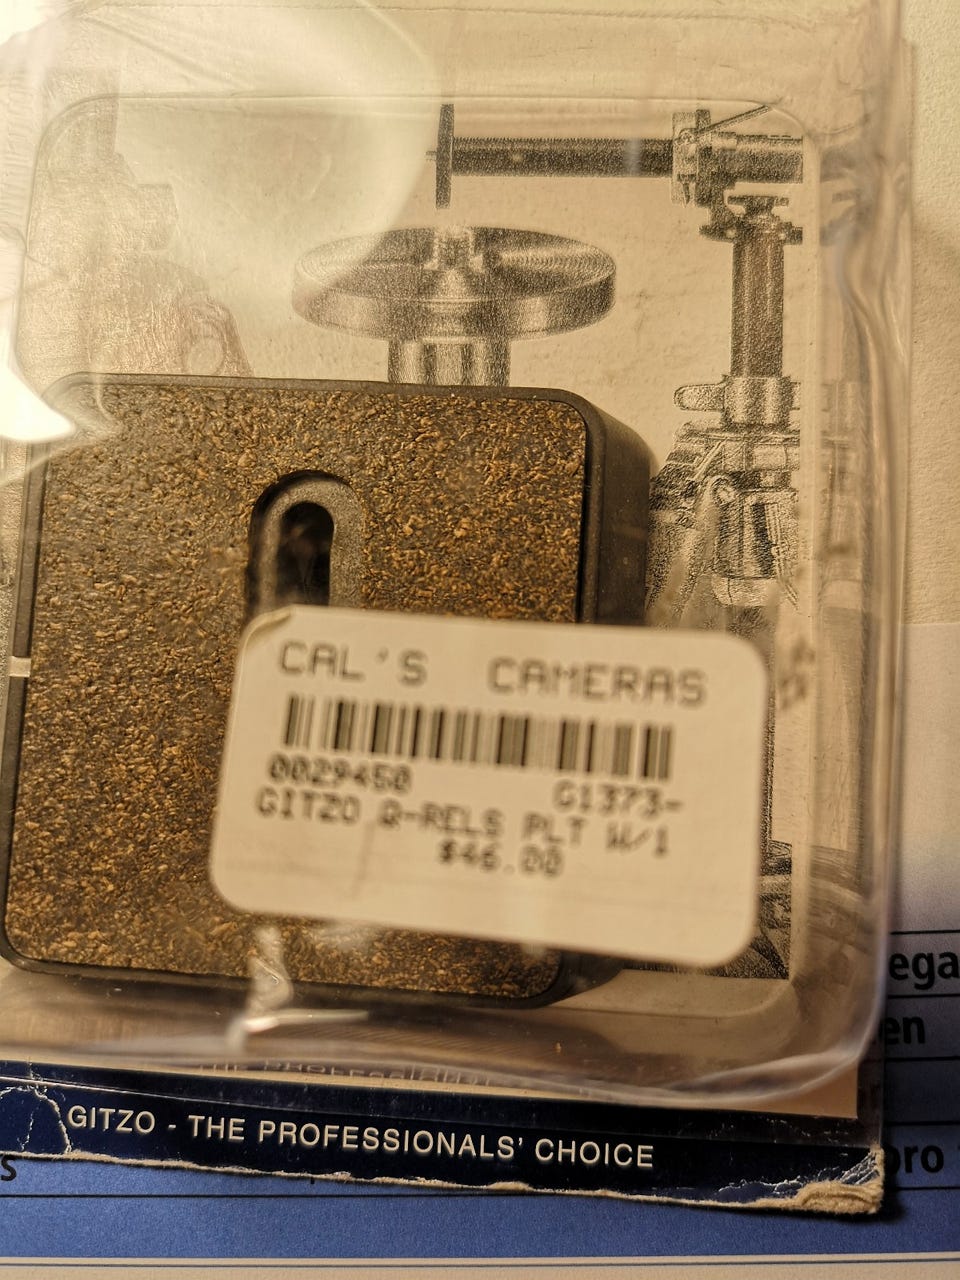 CAL'S CAMERAS
0029450 G1373-
GITZO Q-RELS PLT W/1
$46.00
GITZO - THE PROFESSIONALS' CHOICE